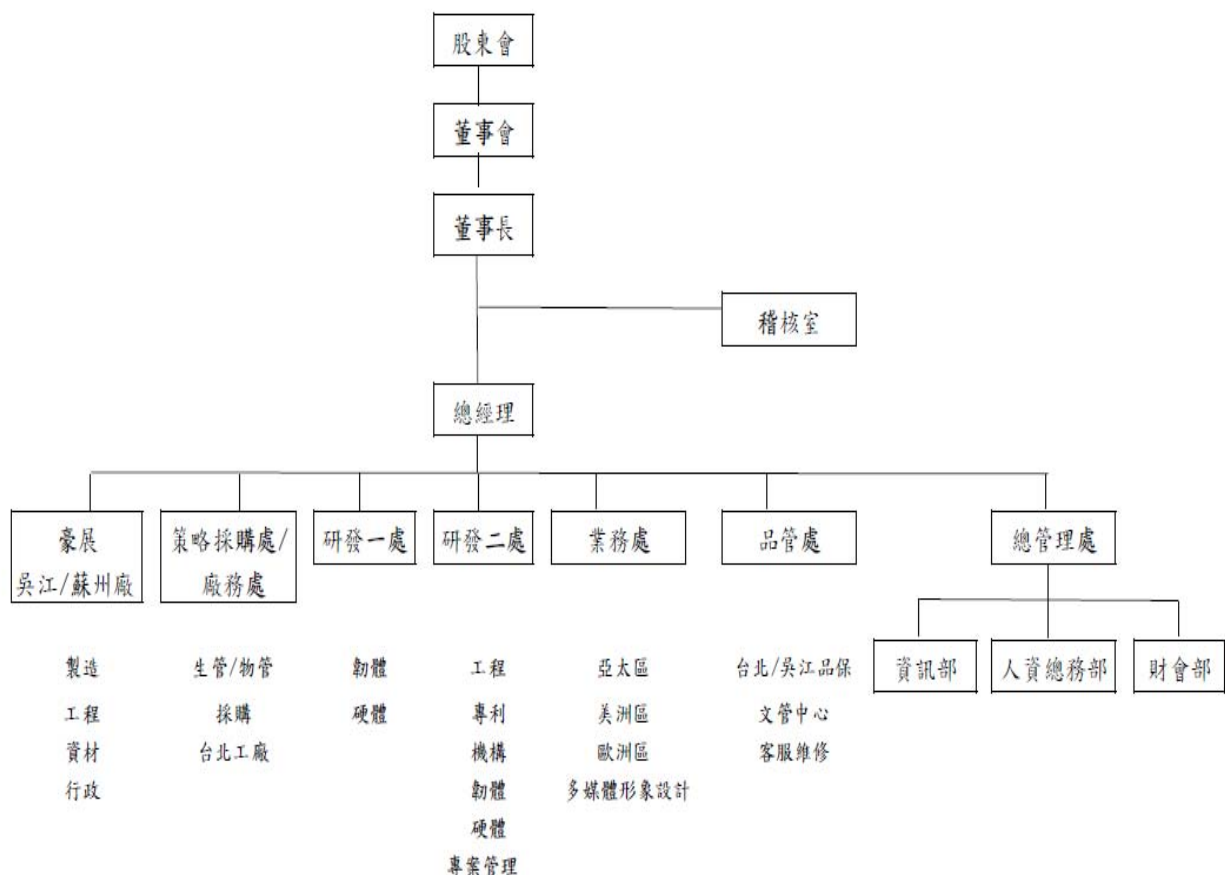 股東會
董事會
董事長
稽核室
總經理
豪展
吳江/蘇州廠
策略採購處/
廠務處
研發一處
研發二處
業務處
品管處
總管理處
製造
工程
資材
行政
生管/物管
採購
台北工廠
韌體
硬體
工程
專利
機構
韌體
硬體
專案管理
亞太區
美洲區
歐洲區
多媒體形象設計
台北/吳江品保
文管中心
客服維修
資訊部
人資總務部
財會部